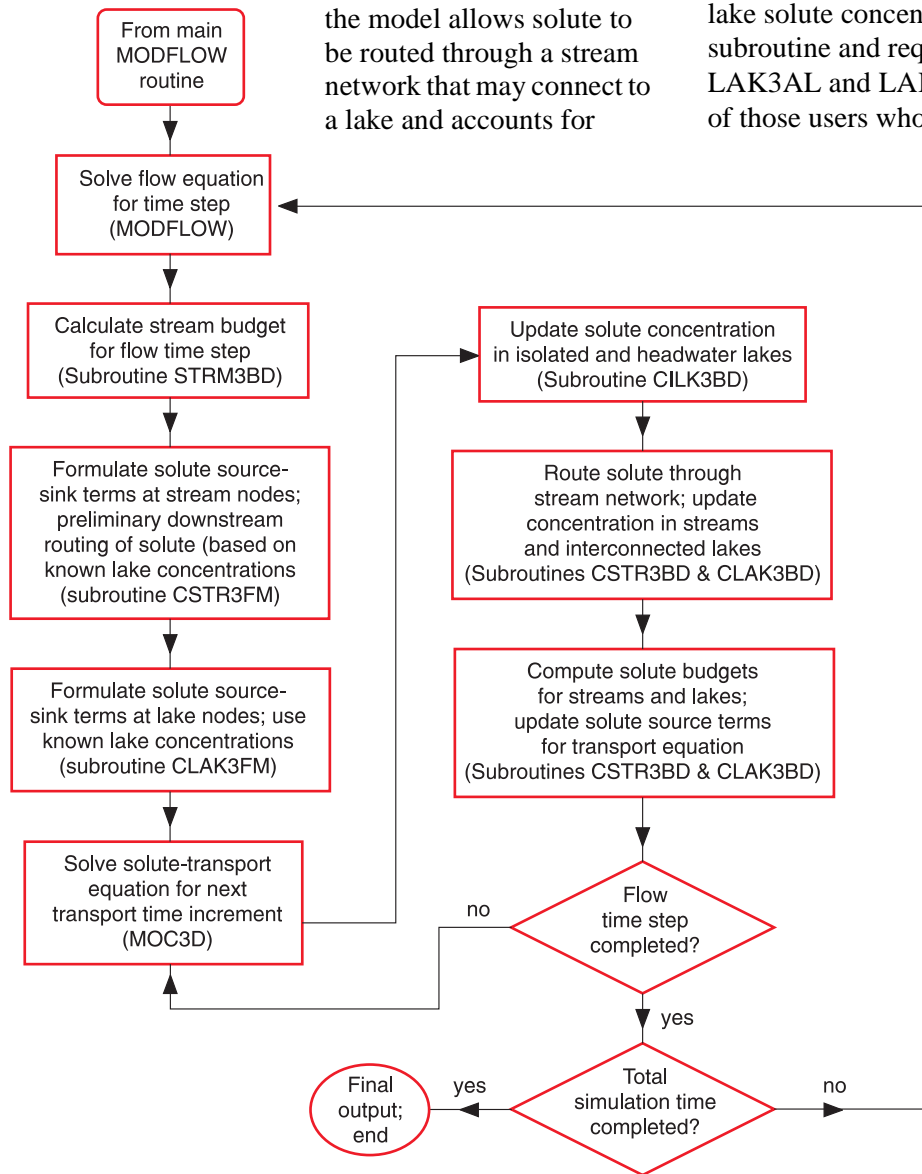 the model allows solute to
be routed through a stream
network that may connect to
a lake and accounts for
lake solute concen
subroutine and req
LAK3AL and
of those users who
From main
MODFLOW
routine
Solve flow equation
for time step
(MODFLOW)
Calculate stream budget
for flow time step
(Subroutine STRM3BD)
Formulate solute source-
sink terms at stream nodes;
preliminary downstream
routing of solute (based on
known lake concentrations
(subroutine CSTR3FM)
Formulate solute source-
sink terms at lake nodes; use
known lake concentrations
(subroutine CLAK3FM)
Solve solute-transport
equation for next
transport time increment
(MOC3D)
Update solute concentration
in isolated and headwater lakes
(Subroutine CILK3BD)
Route solute through
stream network; update
concentration in streams
and interconnected lakes
(Subroutines CSTR3BD & CLAK3BD)
Compute solute budgets
for streams and lakes;
update solute source terms
for transport equation
(Subroutines CSTR3BD & CLAK3BD)
Flow
time step
completed?
no
yes
Total
simulation time
completed?
yes
no
Final
output;
end